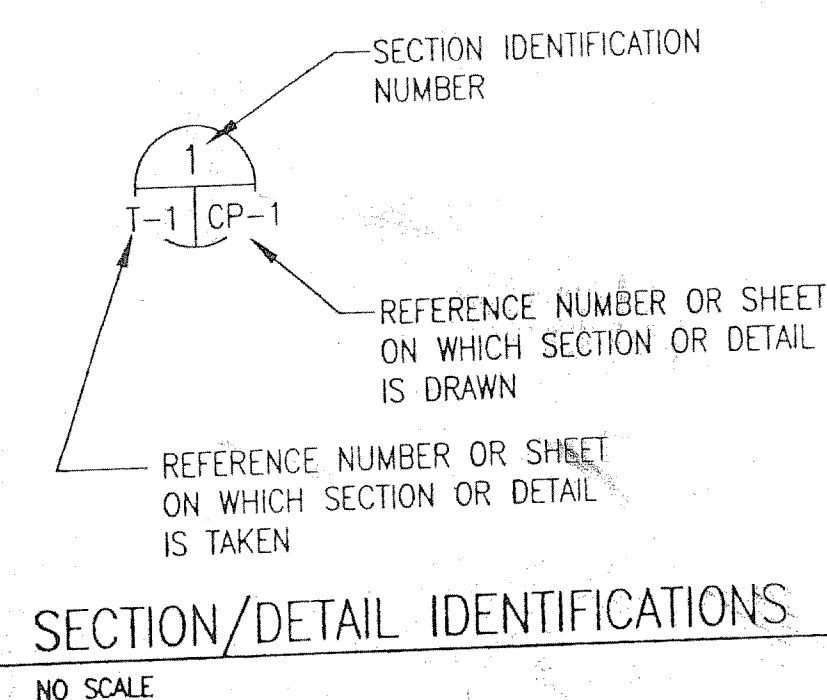 SECTION IDENTIFICATION
NUMBER
1
T-1 CP-1
REFERENCE NUMBER OR SHEET
ON WHICH SECTION OR DETAIL
IS DRAWN
REFERENCE NUMBER OR SHEET
ON WHICH SECTION OR DETAIL
IS TAKEN
SECTION/DETAIL IDENTIFICATIONS
NO SCALE